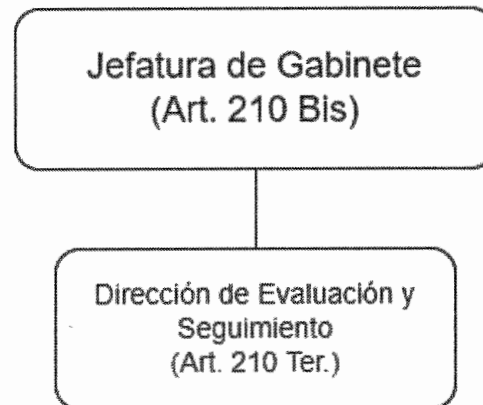 Jefatura de Gabinete
(Art. 210 Bis)
Dirección de Evaluación y
Seguimiento
(Art. 210 Ter.)